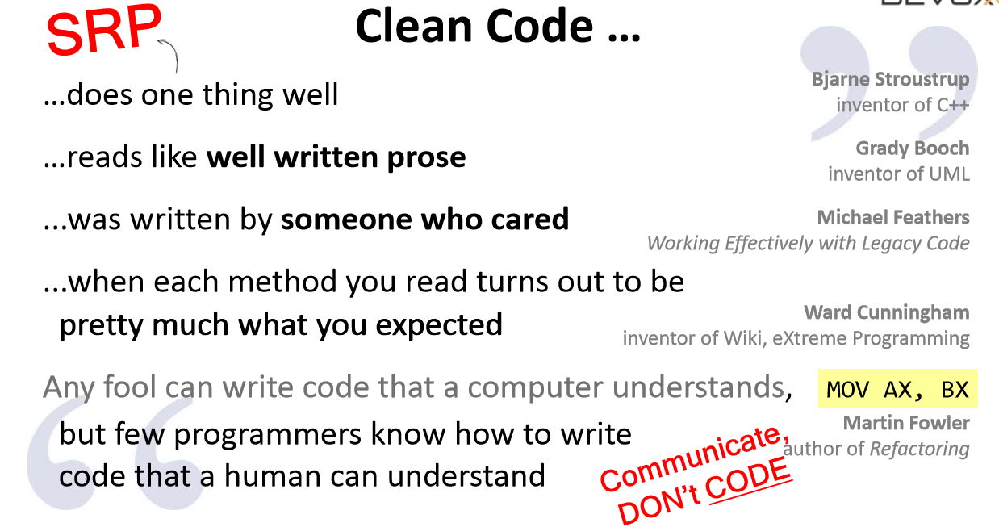 SRP
Clean Code ...
...does one thing well
Bjarne Stroustrup
inventor of C++
...reads like well written prose
Grady Booch
inventor of UML
...was written by someone who cared
Michael Feathers
Working Effectively with Legacy Code
...when each method you read turns out to be
pretty much what you expected
Ward Cunningham
inventor of Wiki, eXtreme Programming
Any fool can write code that a computer understands,
MOV AX, BX
but few programmers know how to write
code that a human can understand
Martin Fowler
author of Refactoring
Communicate,
DON't CODE